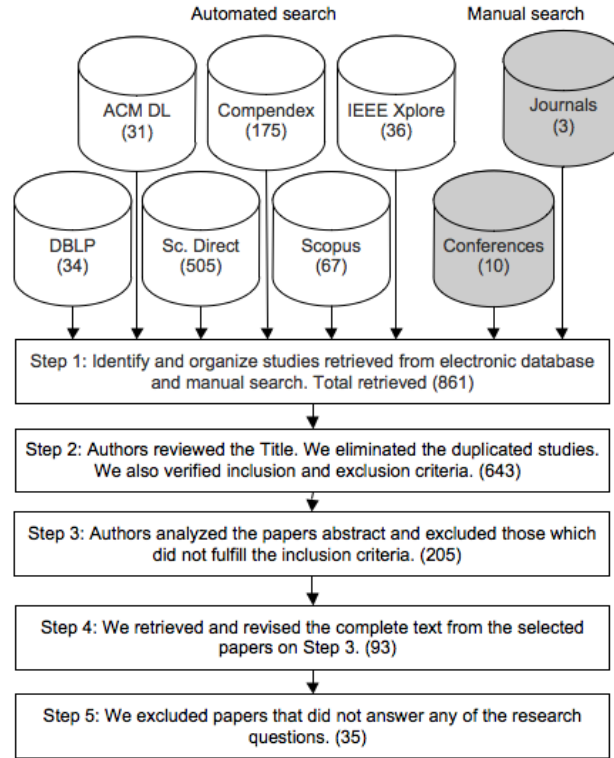 Automated search
Manual search
ACM DL
(31)
Compendex
(175)
IEEE Xplore
(36)
Journals
(3)
DBLP
(34)
Sc. Direct
(505)
Scopus
(67)
Conferences
(10)
Step 1: Identify and organize studies retrieved from electronic database
and manual search. Total retrieved (861)
Step 2: Authors reviewed the Title. We eliminated the duplicated studies.
We also verified inclusion and exclusion criteria. (643)
Step 3: Authors analyzed the papers abstract and excluded those which
did not fulfill the inclusion criteria. (205)
Step 4: We retrieved and revised the complete text from the selected
papers on Step 3. (93)
Step 5: We excluded papers that did not answer any of the research
questions. (35)